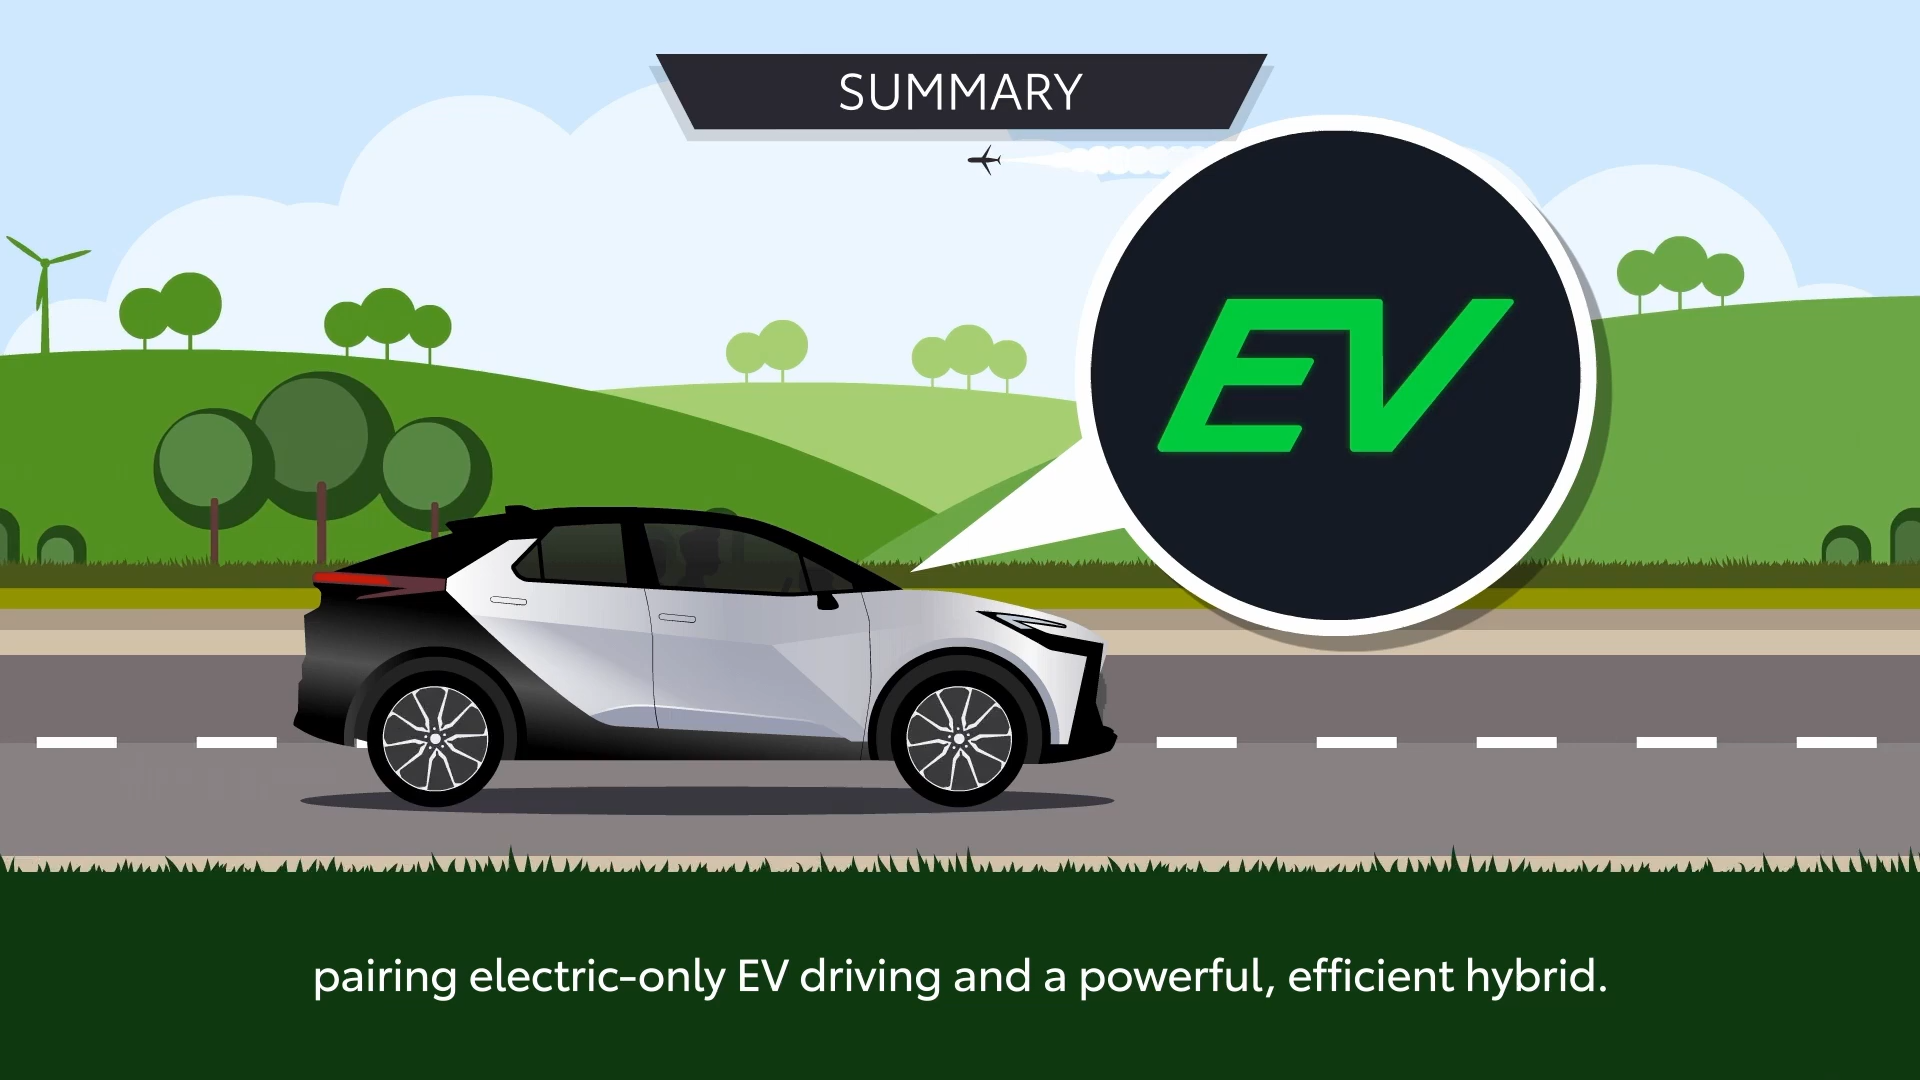 SUMMARY
EV
pairing electric-only EV driving and a powerful, efficient hybrid.